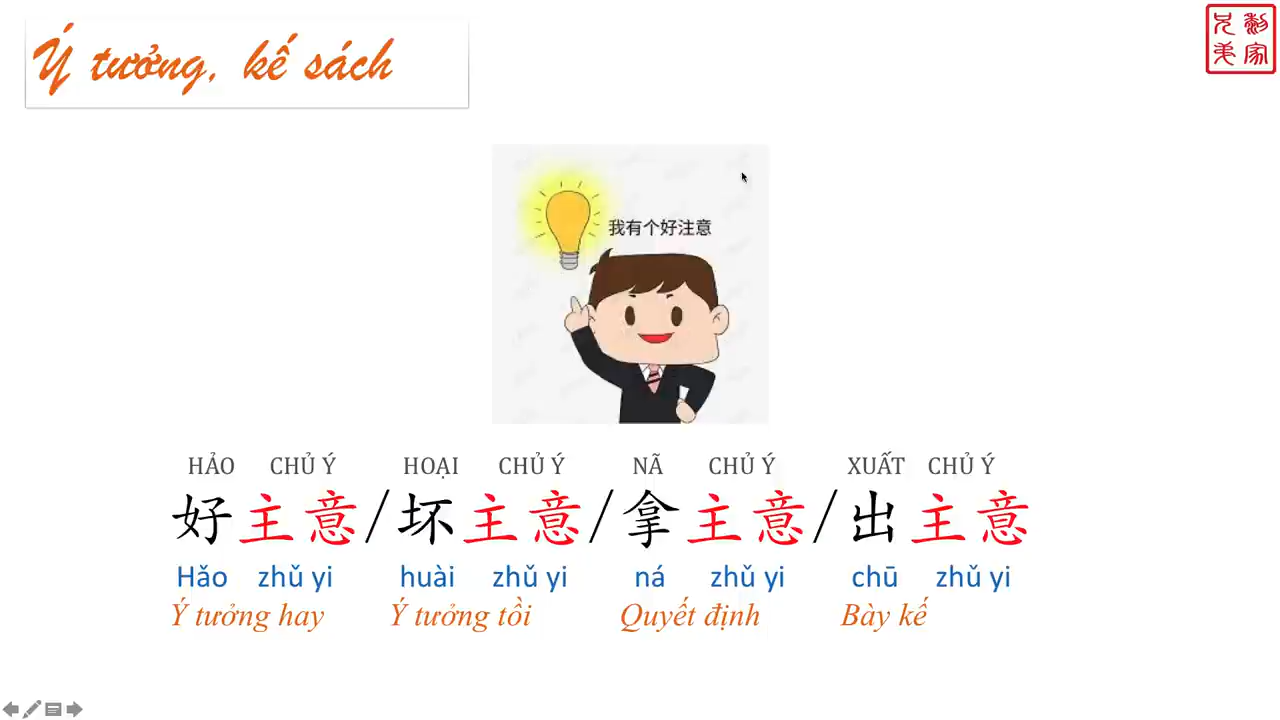 Ý tưởng, kế sách
我有个好注意
HẢO CHỦ Ý HOẠI CHỦ Ý NÃ CHỦ Ý XUẤT CHỦ Ý
好主意/坏主意/拿主意/出主意
Hǎo zhǔ yi huài zhǔ yi ná zhǔ yi chū zhǔ yi
Ý tưởng hay Ý tưởng tồi Quyết định Bày kế